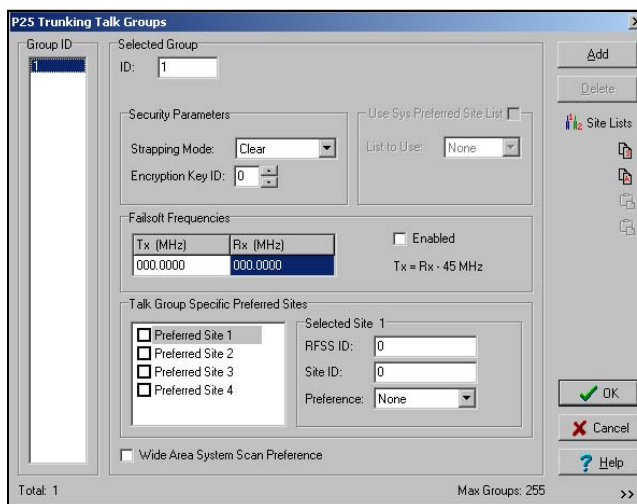 P25 Trunking Talk Groups
Group ID
1
Selected Group
ID: 1
Security Parameters
Strapping Mode: Clear
Encryption Key ID: 0
Use Sys Preferred Site List
List to Use: None
Failsoft Frequencies
Tx (MHz) Rx (MHz)
000.0000 000.0000
Enabled
Tx = Rx - 45 MHz
Talk Group Specific Preferred Sites
Preferred Site 1
Preferred Site 2
Preferred Site 3
Preferred Site 4
Selected Site 1
RFSS ID: 0
Site ID: 0
Preference: None
Wide Area System Scan Preference
Total: 1
Max Groups: 255
Add
Delete
Site Lists
OK
Cancel
Help
>>